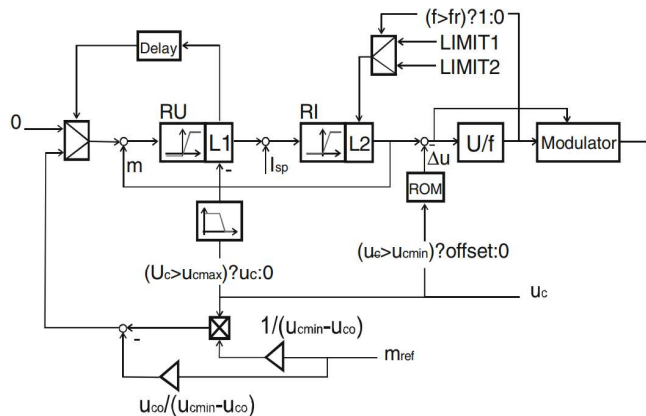 (f>fr)?1:0
LIMIT1
LIMIT2
Delay
RU
RI
0
L1
L2
U/f
Modulator
m
Isp
Δu
ROM
(uc>ucmin)?offset:0
(Uc>ucmax)?uc:0
uc
1/(ucmin-uco)
mref
uco/(ucmin-uco)